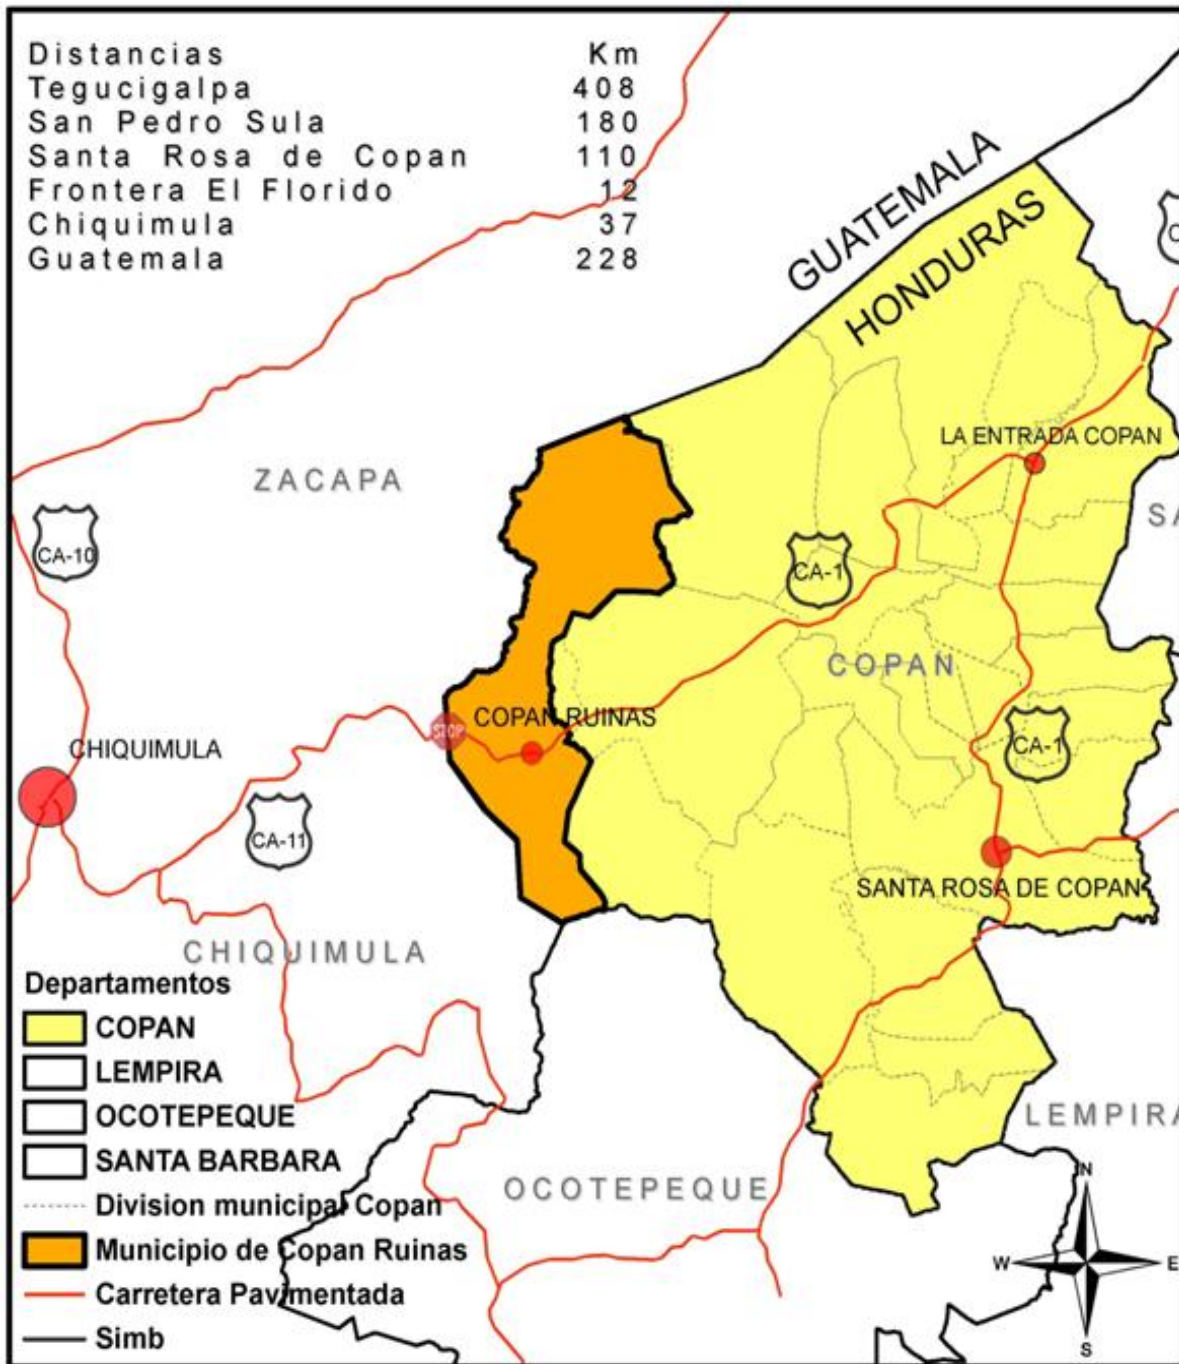 Distancias Km
Tegucigalpa 408
San Pedro Sula 180
Santa Rosa de Copan 110
Frontera El Florido 12
Chiquimula 37
Guatemala 228
GUATEMALA
HONDURAS
LA ENTRADA COPAN
ZACAPA
CA-10
CA-1
COPAN
COPAN RUINAS
STOP
CHIQUIMULA
CA-1
CA-11
SANTA ROSA DE COPAN
CHIQUIMULA
Departamentos
COPAN
LEMPIRA
OCOTEPEQUE
SANTA BARBARA
Division municipal Copan
Municipio de Copan Ruinas
Carretera Pavimentada
Simb
LEMPIRA
OCOTEPEQUE
N
W E
S